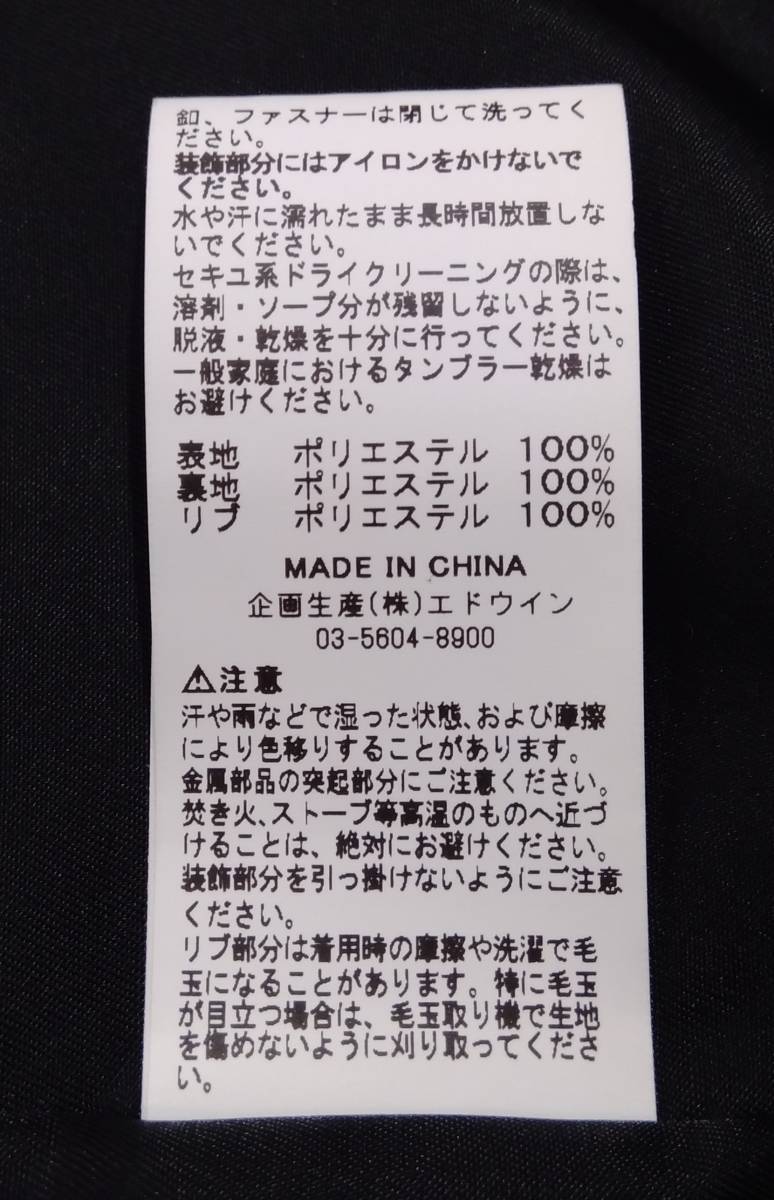 釦、ファスナーは閉じて洗ってく
ださい。
装飾部分にはアイロンをかけないで
ください。
水や汗に濡れたまま長時間放置しな
いでください。
セキユ系ドライクリーニングの際は、
溶剤・ソープ分が残留しないように、
脱液・乾燥を十分に行ってください。
一般家庭におけるタンブラー乾燥は
お避けください。
表地 ポリエステル 100%
裏地 ポリエステル 100%
リブ ポリエステル 100%
MADE IN CHINA
企画生産(株)エドウイン
03-5604-8900
⚠注意
汗や雨などで湿った状態、および摩擦
により色移りすることがあります。
金属部品の突起部分にご注意ください。
焚き火、ストーブ等高温のものへ近づ
けることは、絶対にお避けください。
装飾部分を引っ掛けないようにご注意
ください。
リブ部分は着用時の摩擦や洗濯で毛
玉になることがあります。特に毛玉
が目立つ場合は、毛玉取り機で生地
を傷めないように刈り取ってくださ
い。